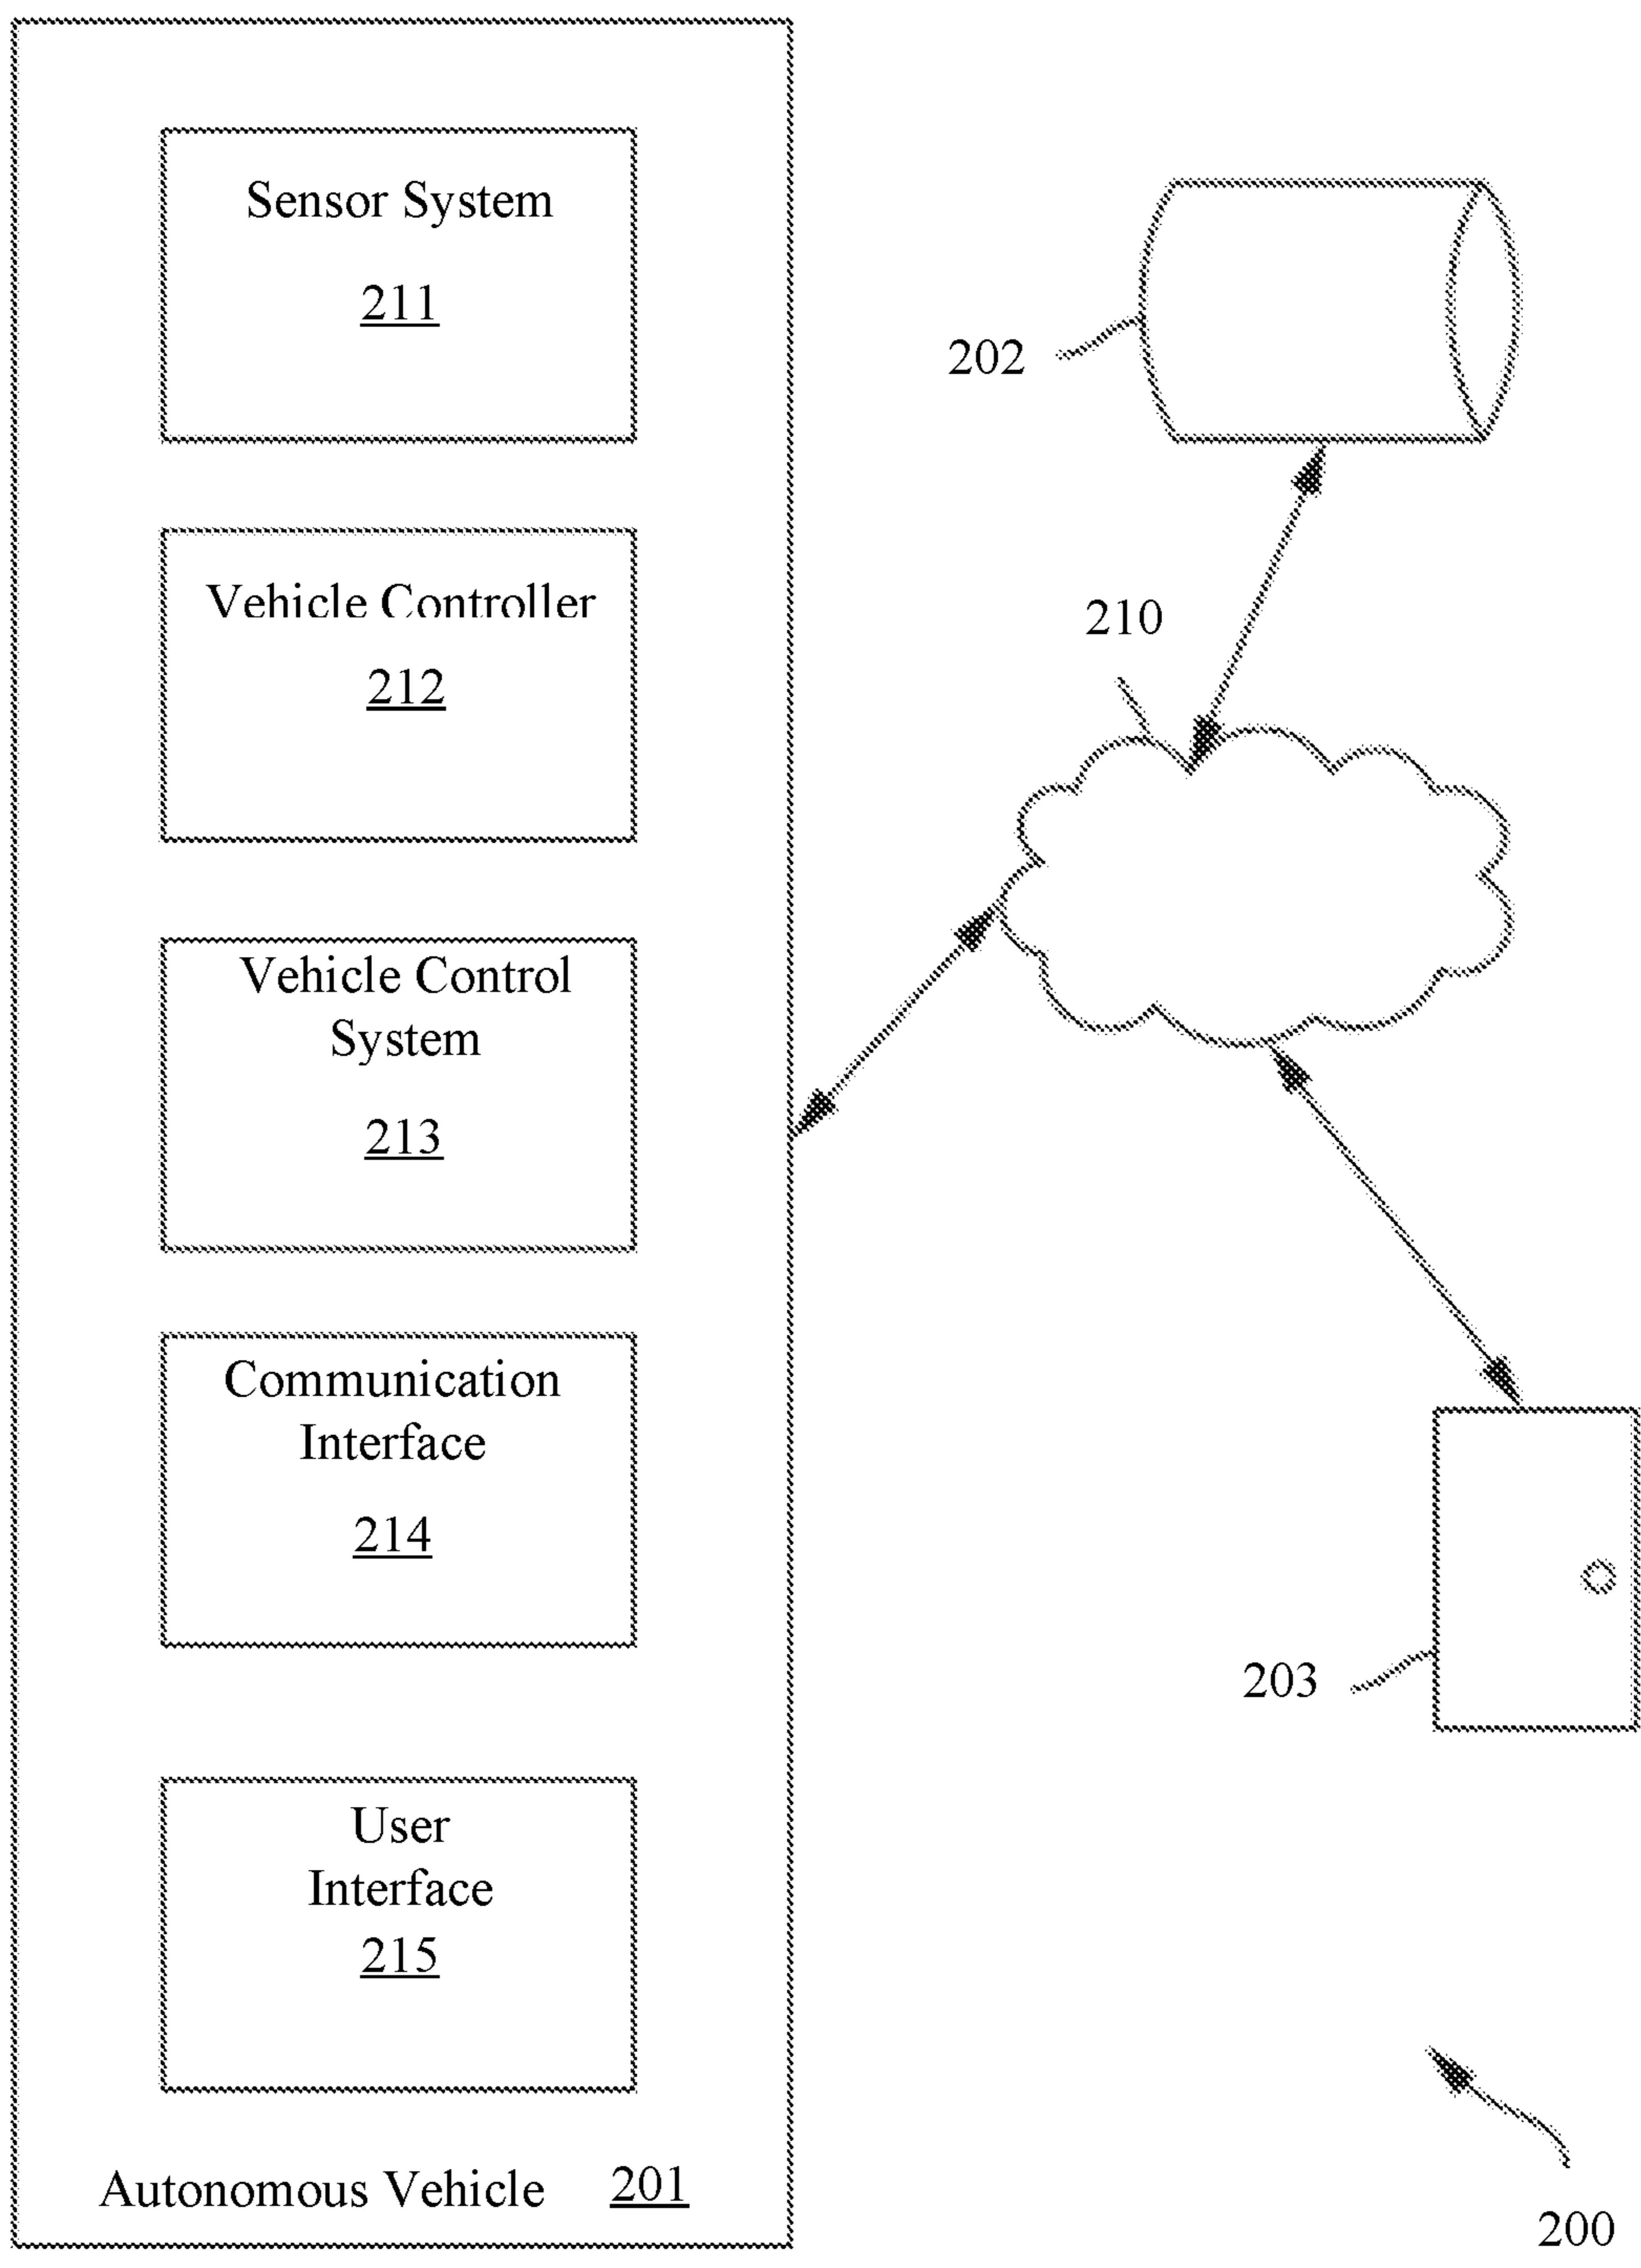 Sensor System
211
Vehicle Controller
212
Vehicle Control
System
213
Communication
Interface
214
User
Interface
215
Autonomous Vehicle 201
202
210
203
200